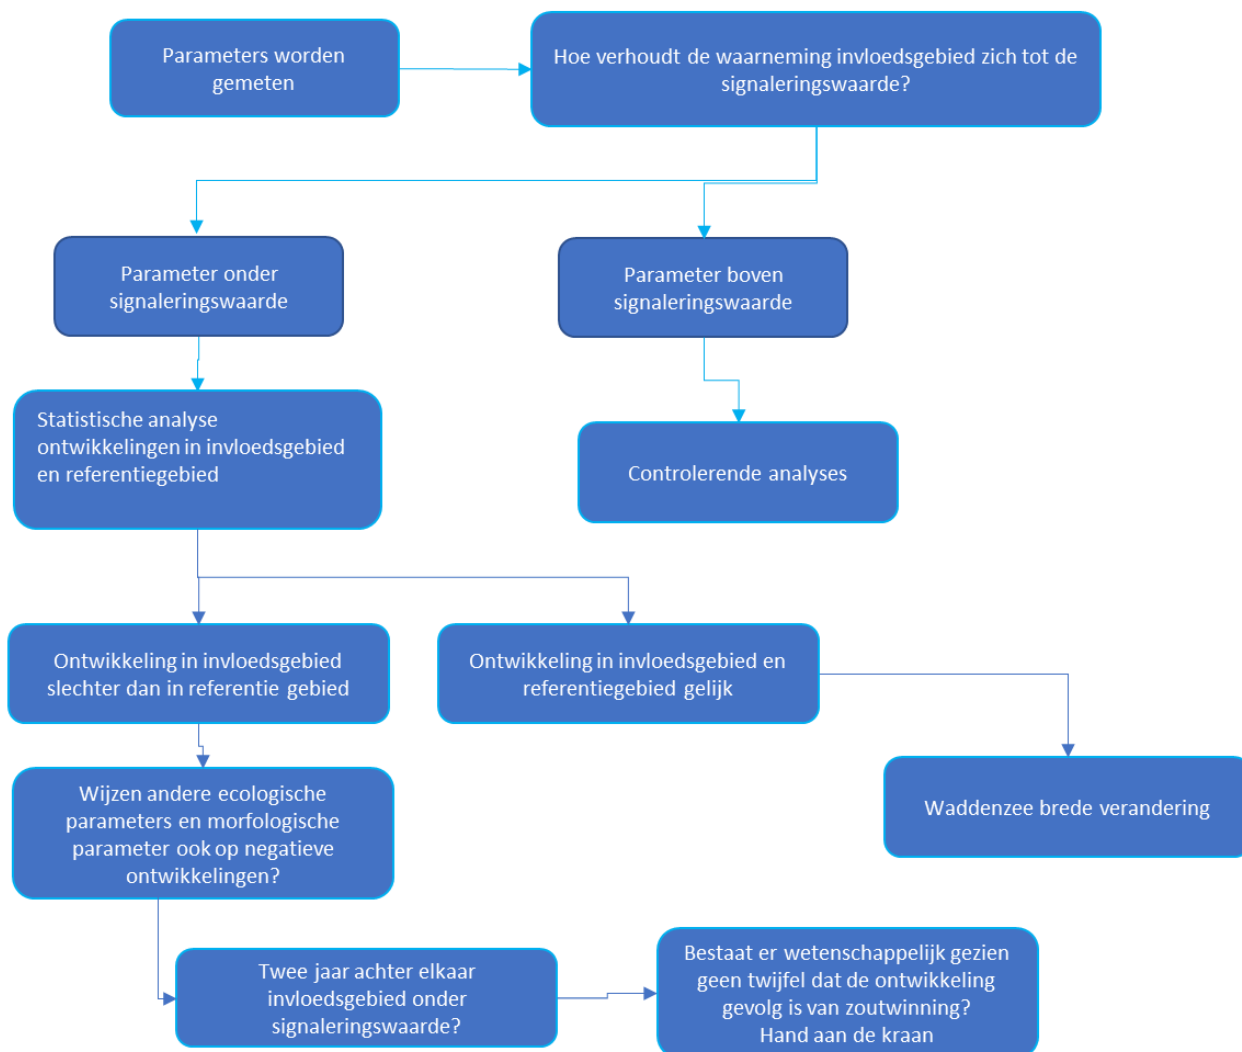 Parameters worden
gemeten
Hoe verhoudt de waarneming invloedsgebied zich tot de
signaleringswaarde?
Parameter onder
signaleringswaarde
Parameter boven
signaleringswaarde
Statistische analyse
ontwikkelingen in invloedsgebied
en referentiegebied
Controlerende analyses
Ontwikkeling in invloedsgebied
slechter dan in referentie gebied
Ontwikkeling in invloedsgebied en
referentiegebied gelijk
Wijzen andere ecologische
parameters en morfologische
parameter ook op negatieve
ontwikkelingen?
Waddenzee brede verandering
Twee jaar achter elkaar
invloedsgebied onder
signaleringswaarde?
Bestaat er wetenschappelijk gezien
geen twijfel dat de ontwikkeling
gevolg is van zoutwinning?
Hand aan de kraan